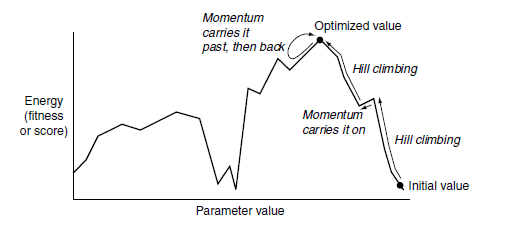 Momentum
carries it
past, then back
Optimized value
Hill climbing
Energy
(fitness
or score)
Momentum
carries it on
Hill climbing
Initial value
Parameter value